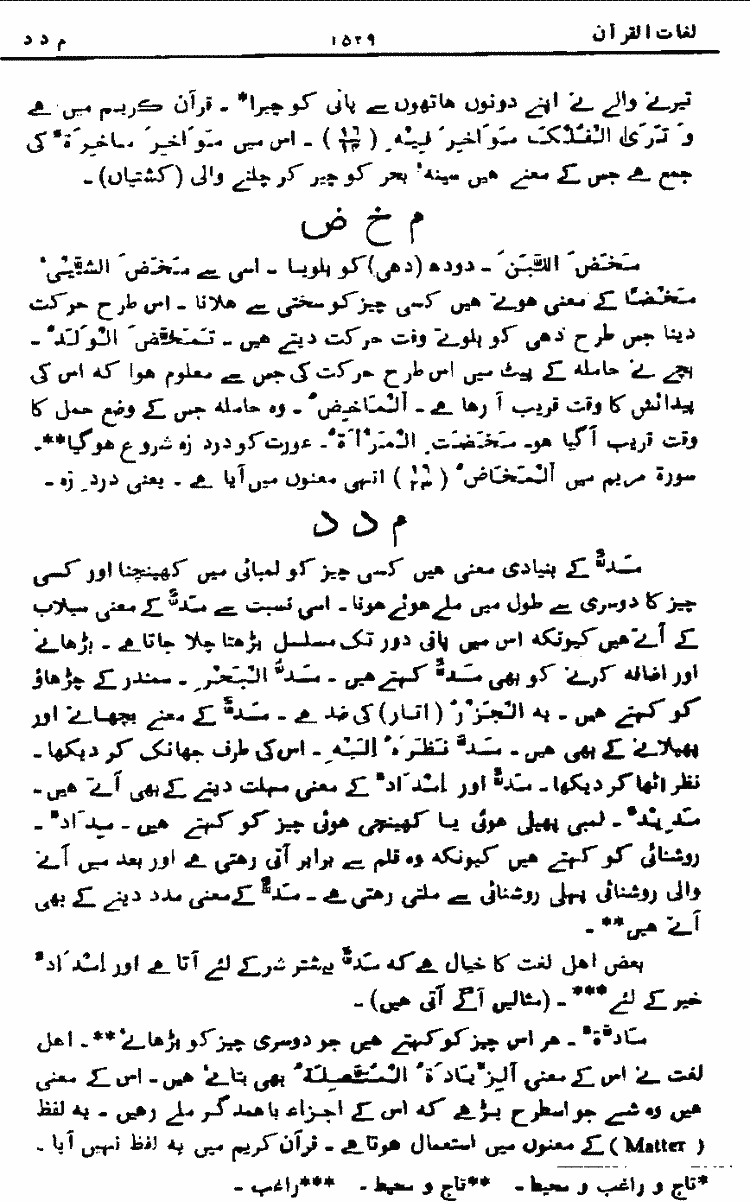 لغات القرآن ۱۵۲۹ م د د
تیرنے والے نے اپنے دونوں ہاتھوں سے پانی کو چیرا* ۔ قرآن کریم میں ہے
وَ تَرَی الْفُلْکَ مَوَاخِرَ فِیْهِ (۱۶/۱۴) ۔ اس میں مَوَاخِرَ مَاخِرَۃٌ کی
جمع ہے جس کے معنے ہیں سینۂ بحر کو چیر کر چلنے والی (کشتیاں) ۔
م خ ض
مَخَضَ اللَّبَنَ ۔ دودھ (دہی) کو بلویا ۔ اسی سے مَخَضَ الشَّیْئَ
مَخْضًا کے معنی ہوتے ہیں کسی چیز کو سختی سے ہلانا ۔ اس طرح حرکت
دینا جس طرح دہی کو بلوتے وقت حرکت دیتے ہیں ۔ تَمَخَّضَ الْوَلَدُ ۔
بچے نے حاملہ کے پیٹ میں اس طرح حرکت کی جس سے معلوم ہوا کہ اس کی
پیدائش کا وقت قریب آ رہا ہے ۔ اَلْمَاخِضُ ۔ وہ حاملہ جس کے وضع حمل کا
وقت قریب آ گیا ہو ۔ مَخَضَتِ الْمَرْأَةُ ۔ عورت کو درد زہ شروع ہوگیا** ۔
سورۃ مریم میں اَلْمَخَاضُ (۱۹/۲۳) انہی معنوں میں آیا ہے ۔ یعنی دردِ زہ ۔
م د د
مَدٌّ کے بنیادی معنی ہیں کسی چیز کو لمبائی میں کھینچنا اور کسی
چیز کا دوسری سے طول میں ملے ہوئے ہونا ۔ اسی نسبت سے مَدٌّ کے معنی سیلاب
کے آتے ہیں کیونکہ اس میں پانی دور تک مسلسل بڑھتا چلا جاتا ہے ۔ بڑھانے
اور اضافہ کرنے کو بھی مَدٌّ کہتے ہیں ۔ مَدُّ الْبَحْرِ ۔ سمندر کے چڑھاؤ
کو کہتے ہیں ۔ یہ الْجَزْرُ (اتار) کی ضد ہے ۔ مَدٌّ کے معنے بچھانے اور
پھیلانے کے بھی ہیں ۔ مَدَّ نَظَرَہٗ اِلَیْهِ ۔ اس کی طرف جھانک کر دیکھا ۔
نظر اٹھا کر دیکھا ۔ مَدٌّ اور اِمْدَادٌ کے معنی مہلت دینے کے بھی آتے ہیں ۔
مَدِیْدٌ ۔ لمبی پھیلی ہوئی یا کھینچی ہوئی چیز کو کہتے ہیں ۔ مِدَادٌ ۔
روشنائی کو کہتے ہیں کیونکہ وہ قلم سے برابر آتی رہتی ہے اور بعد میں آنے
والی روشنائی پہلی روشنائی سے ملتی رہتی ہے ۔ مَدٌّ کے معنی مدد دینے کے بھی
آتے ہیں** ۔
بعض اہل لغت کا خیال ہے کہ مَدٌّ بیشتر شر کے لئے آتا ہے اور اِمْدَادٌ
خیر کے لئے*** ۔ (مثالیں آگے آتی ہیں) ۔
مَادَّۃٌ ۔ ہر اس چیز کو کہتے ہیں جو دوسری چیز کو بڑھائے** ۔ اہل
لغت نے اس کے معنی اَلزِّیَادَۃُ الْمُتَّصِلَۃُ بھی بتائے ہیں ۔ اس کے معنی
ہیں وہ شے جو اسطرح بڑھے کہ اس کے اجزاء باہمدگر ملے رہیں ۔ یہ لفظ
(Matter) کے معنوں میں استعمال ہوتا ہے ۔ قرآن کریم میں یہ لفظ نہیں آیا ۔
*تاج و راغب و محیط ۔ **تاج و محیط ۔ ***راغب ۔